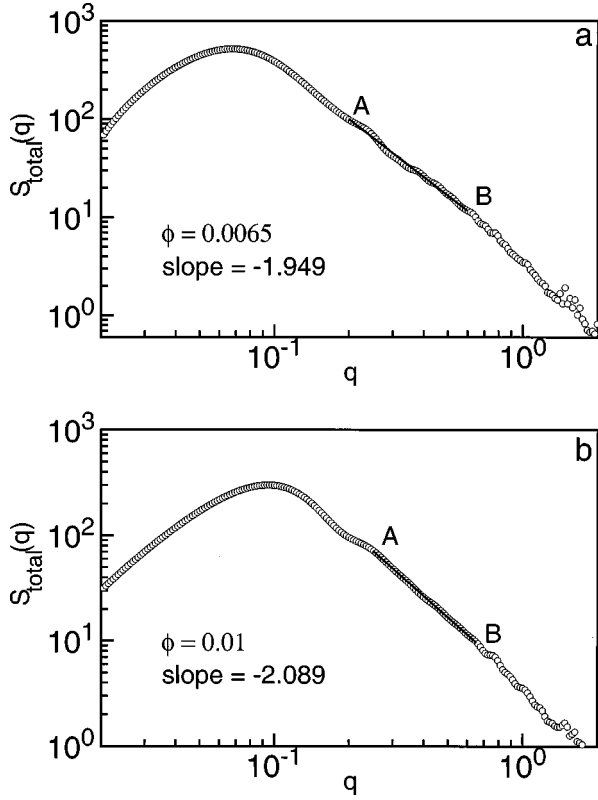 a
10^3
10^2
10^1
10^0
S_total(q)
A
B
ϕ = 0.0065
slope = -1.949
10^-1
10^0
q
b
10^3
10^2
10^1
10^0
S_total(q)
A
B
ϕ = 0.01
slope = -2.089
10^-1
10^0
q